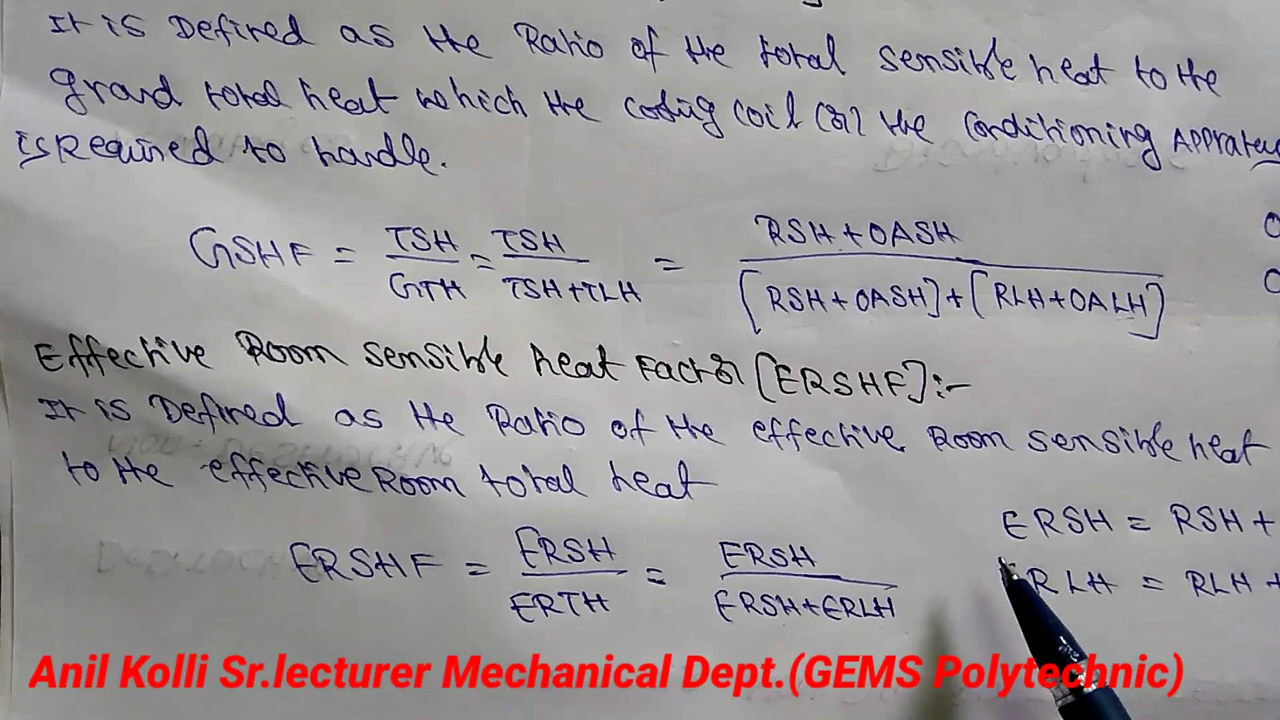 It is Defined as the Ratio of the total sensible heat to the
grand total heat which the cooling coil (or) the Conditioning Appratus
is Required to handle.
GSHF = TSH/GTH = TSH/TSH+TLH = RSH+OASH/[RSH+OASH]+[RLH+OALH]
Effective Room sensible heat Factor [ERSHF]:-
It is Defined as the Ratio of the effective Room sensible heat
to the effective Room total heat
ERSH = RSH +
ERSHF = ERSH/ERTH = ERSH/ERSH+ERLH
RLH = RLH +
Anil Kolli Sr.lecturer Mechanical Dept.(GEMS Polytechnic)